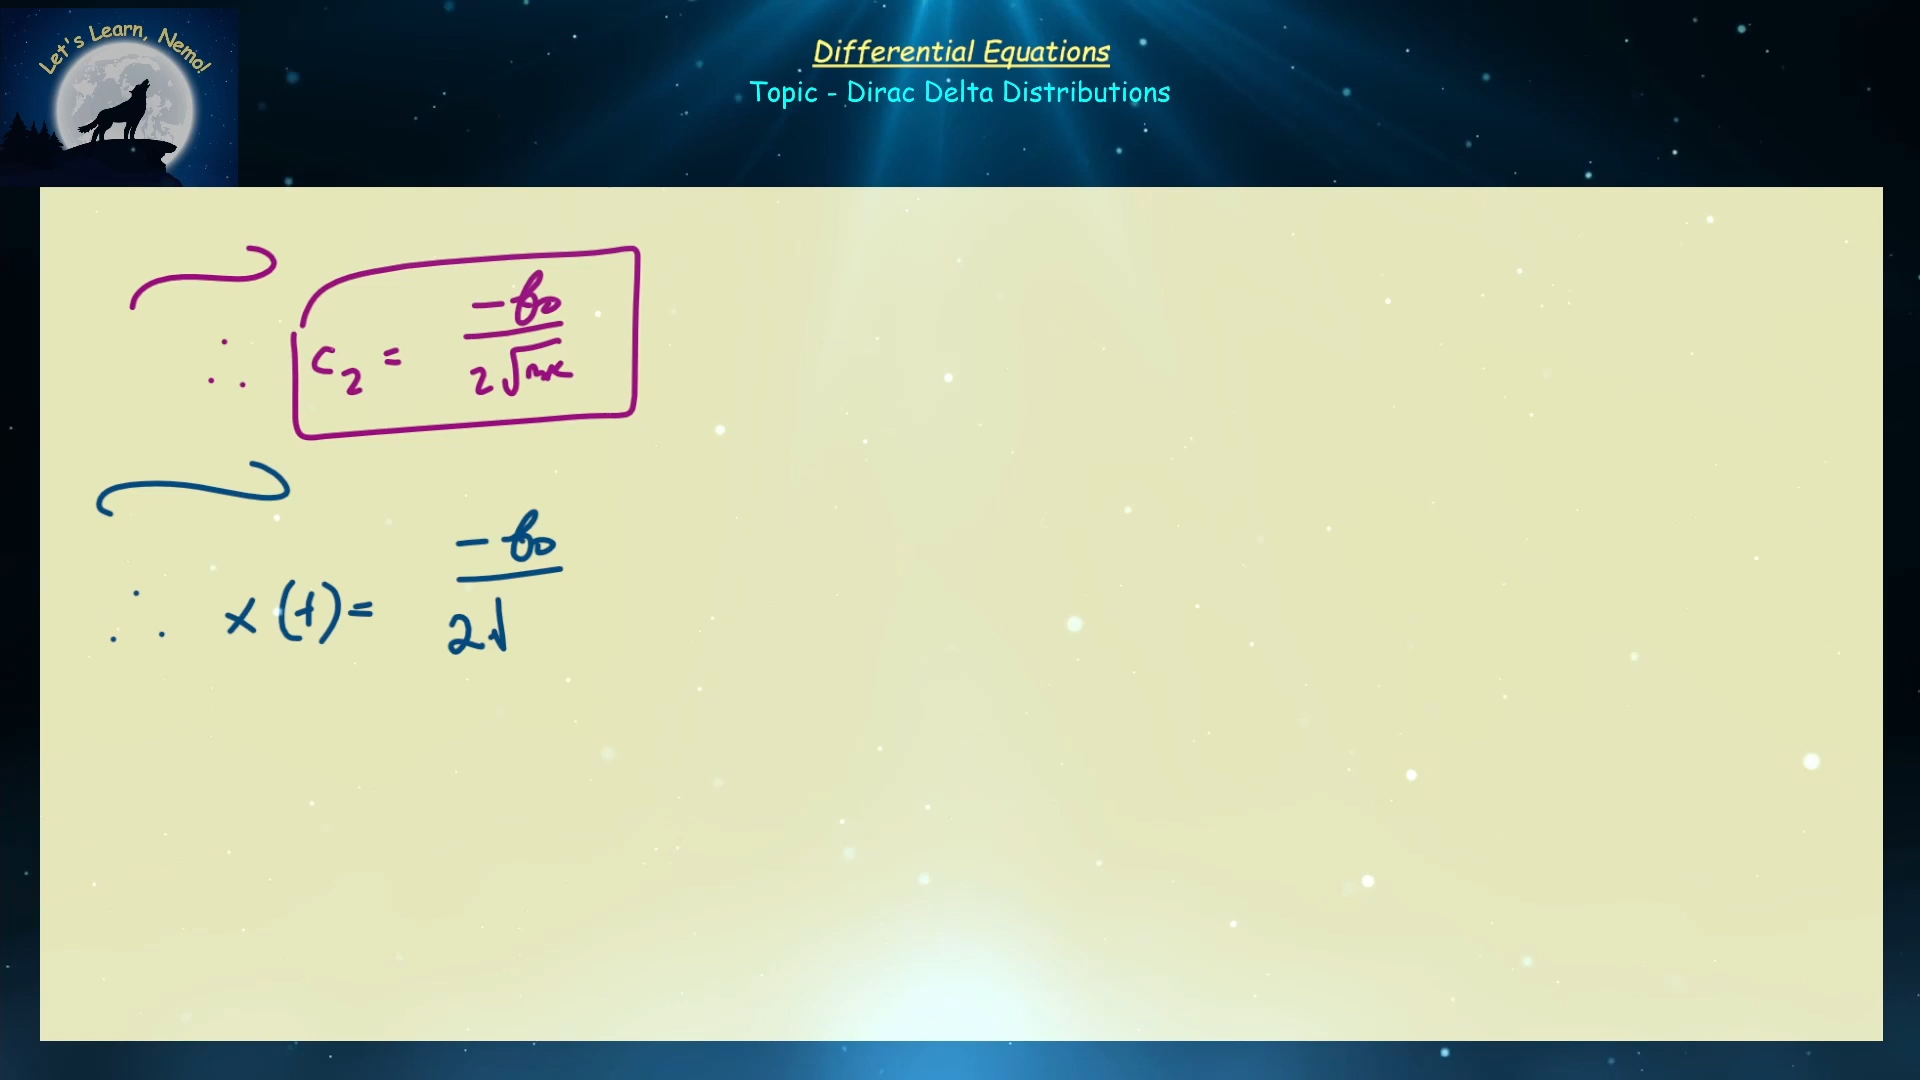 Let's Learn, Nemo!
Differential Equations
Topic - Dirac Delta Distributions
∴ c₂ = -f₀ / 2√mk
∴ x(t) = -f₀ / 2√